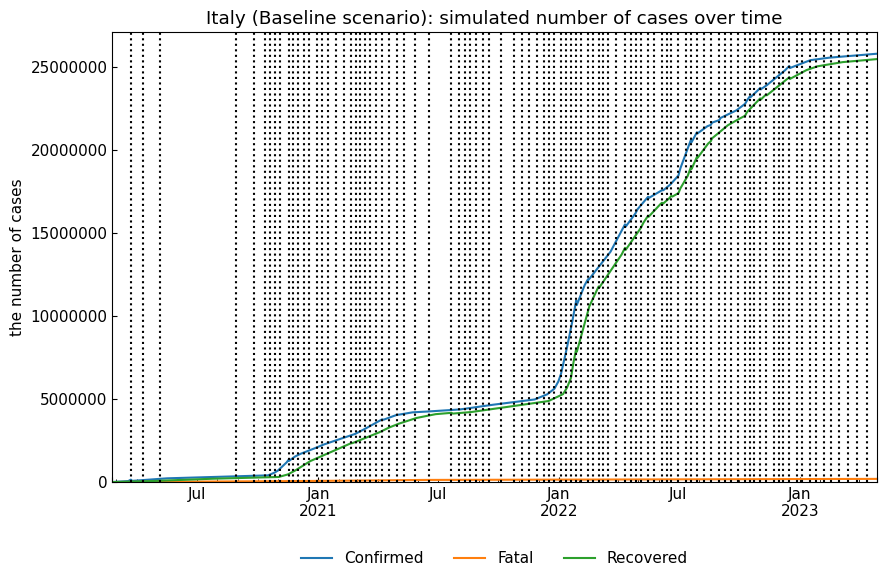 Italy (Baseline scenario): simulated number of cases over time
the number of cases
25000000
20000000
15000000
10000000
5000000
0
Jul
Jan
2021
Jul
Jan
2022
Jul
Jan
2023
Confirmed
Fatal
Recovered